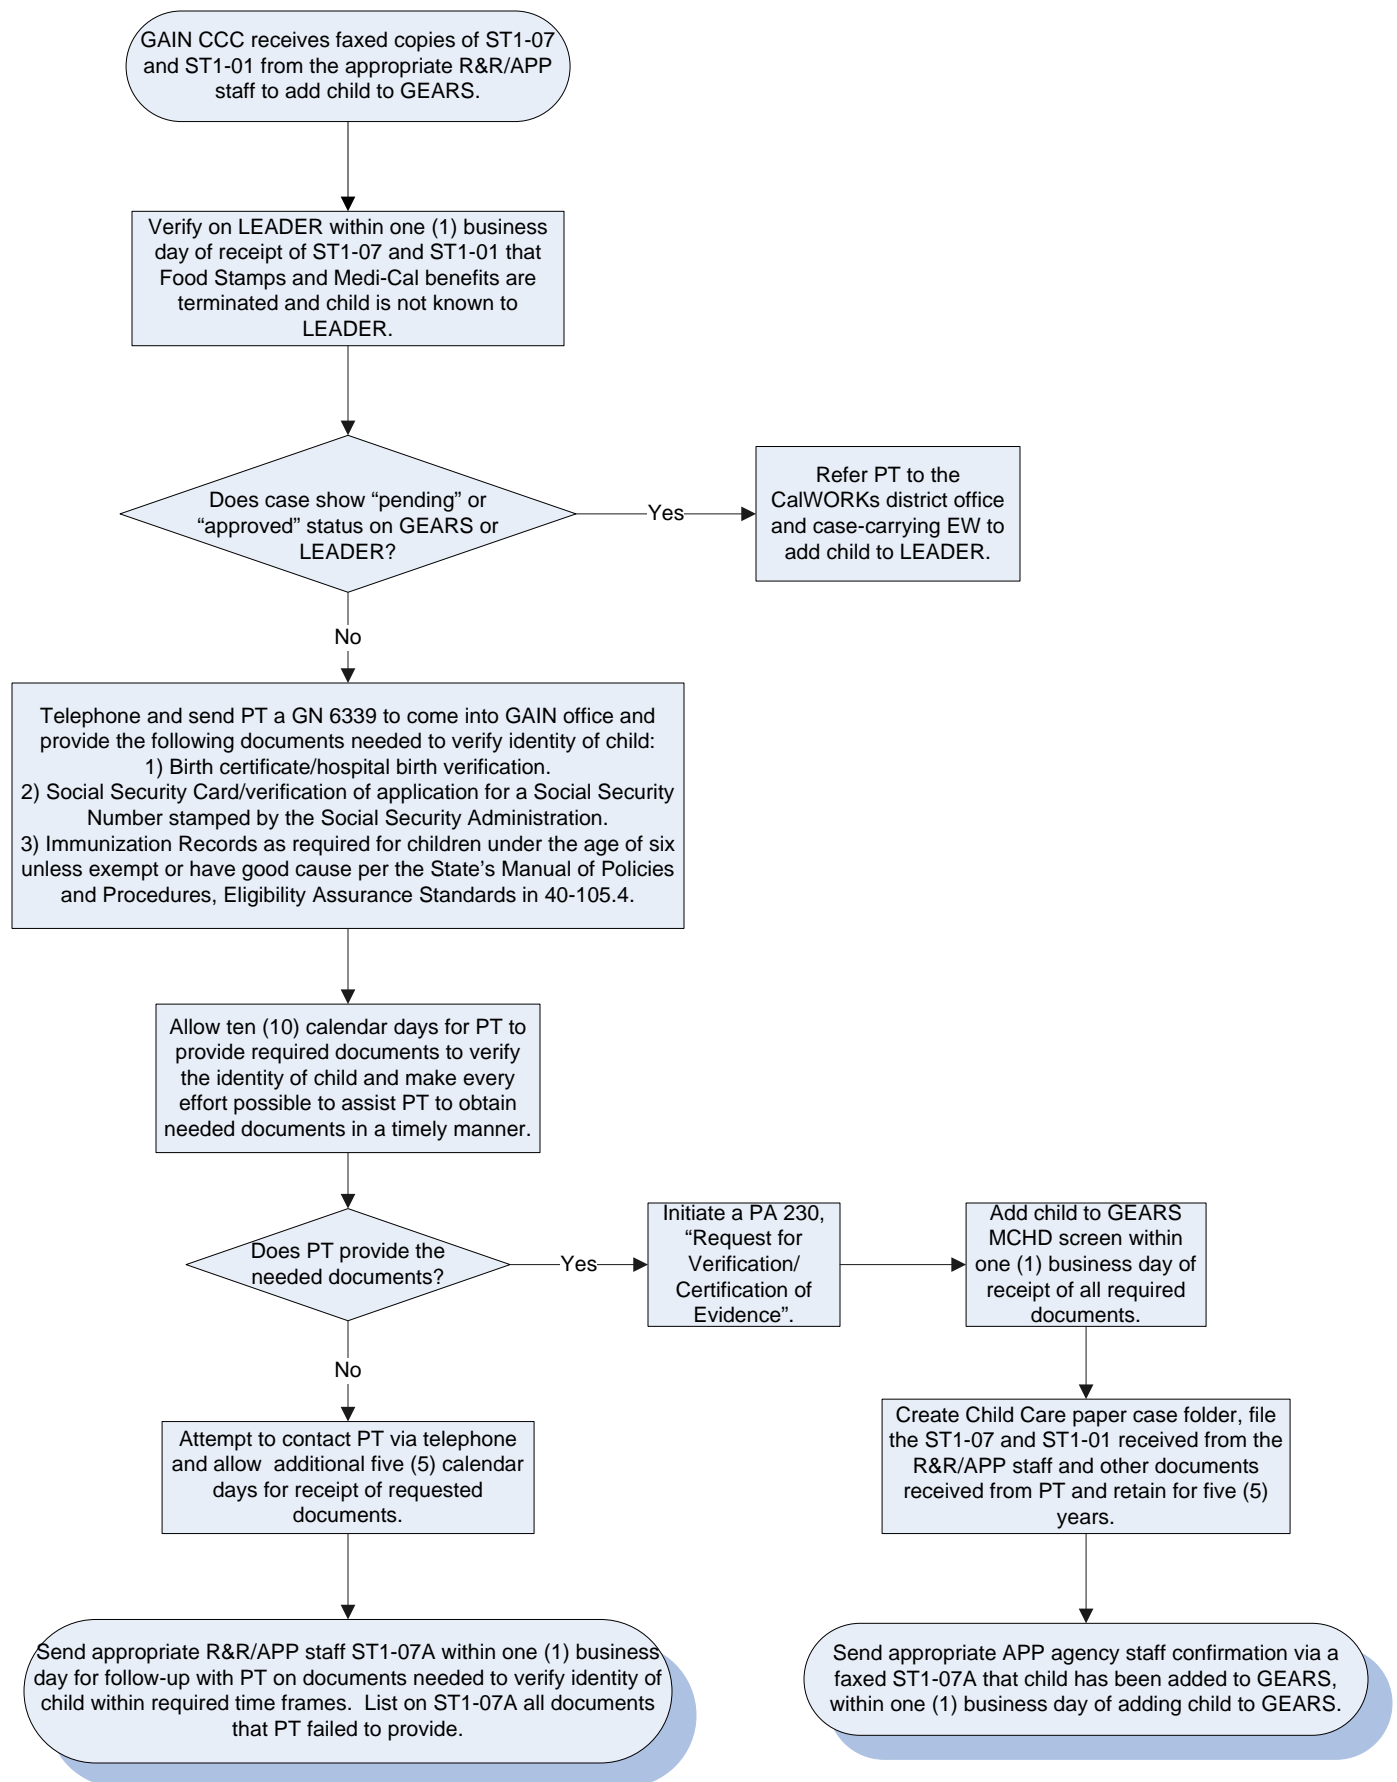 GAIN CCC receives faxed copies of ST1-07
and ST1-01 from the appropriate R&R/APP
staff to add child to GEARS.
Verify on LEADER within one (1) business
day of receipt of ST1-07 and ST1-01 that
Food Stamps and Medi-Cal benefits are
terminated and child is not known to
LEADER.
Does case show “pending” or
“approved” status on GEARS or
LEADER?
Yes
Refer PT to the
CalWORKs district office
and case-carrying EW to
add child to LEADER.
No
Telephone and send PT a GN 6339 to come into GAIN office and
provide the following documents needed to verify identity of child:
1) Birth certificate/hospital birth verification.
2) Social Security Card/verification of application for a Social Security
Number stamped by the Social Security Administration.
3) Immunization Records as required for children under the age of six
unless exempt or have good cause per the State’s Manual of Policies
and Procedures, Eligibility Assurance Standards in 40-105.4.
Allow ten (10) calendar days for PT to
provide required documents to verify
the identity of child and make every
effort possible to assist PT to obtain
needed documents in a timely manner.
Does PT provide the
needed documents?
Yes
Initiate a PA 230,
“Request for
Verification/
Certification of
Evidence”.
Add child to GEARS
MCHD screen within
one (1) business day of
receipt of all required
documents.
No
Attempt to contact PT via telephone
and allow  additional five (5) calendar
days for receipt of requested
documents.
Create Child Care paper case folder, file
the ST1-07 and ST1-01 received from the
R&R/APP staff and other documents
received from PT and retain for five (5)
years.
Send appropriate R&R/APP staff ST1-07A within one (1) business
day for follow-up with PT on documents needed to verify identity of
child within required time frames.  List on ST1-07A all documents
that PT failed to provide.
Send appropriate APP agency staff confirmation via a
faxed ST1-07A that child has been added to GEARS,
within one (1) business day of adding child to GEARS.